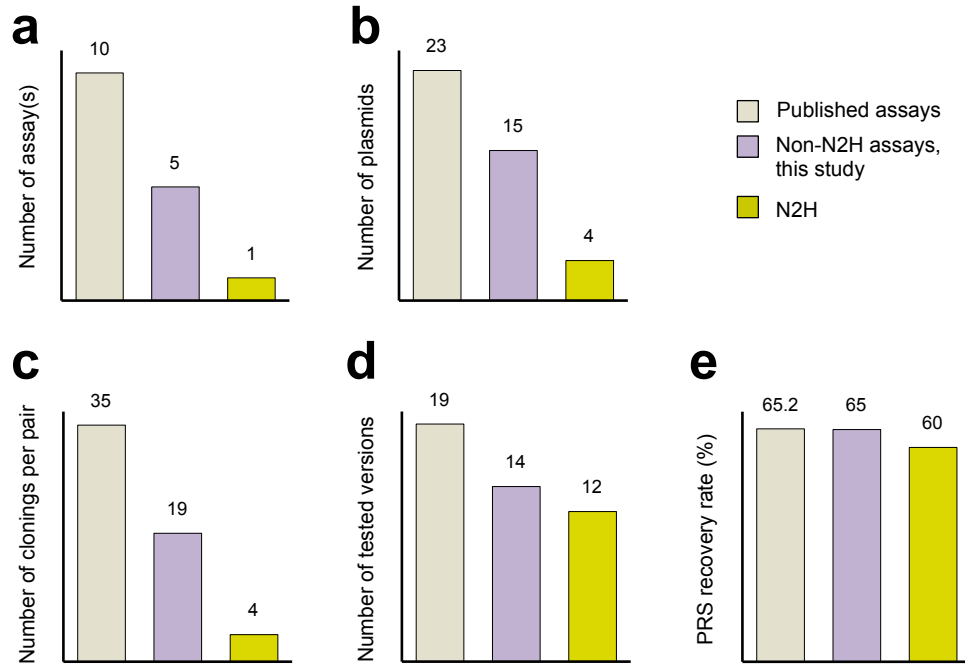 a
Number of assay(s)
10
5
1
b
Number of plasmids
23
15
4
Published assays
Non-N2H assays,
this study
N2H
c
Number of clonings per pair
35
19
4
d
Number of tested versions
19
14
12
e
PRS recovery rate (%)
65.2
65
60